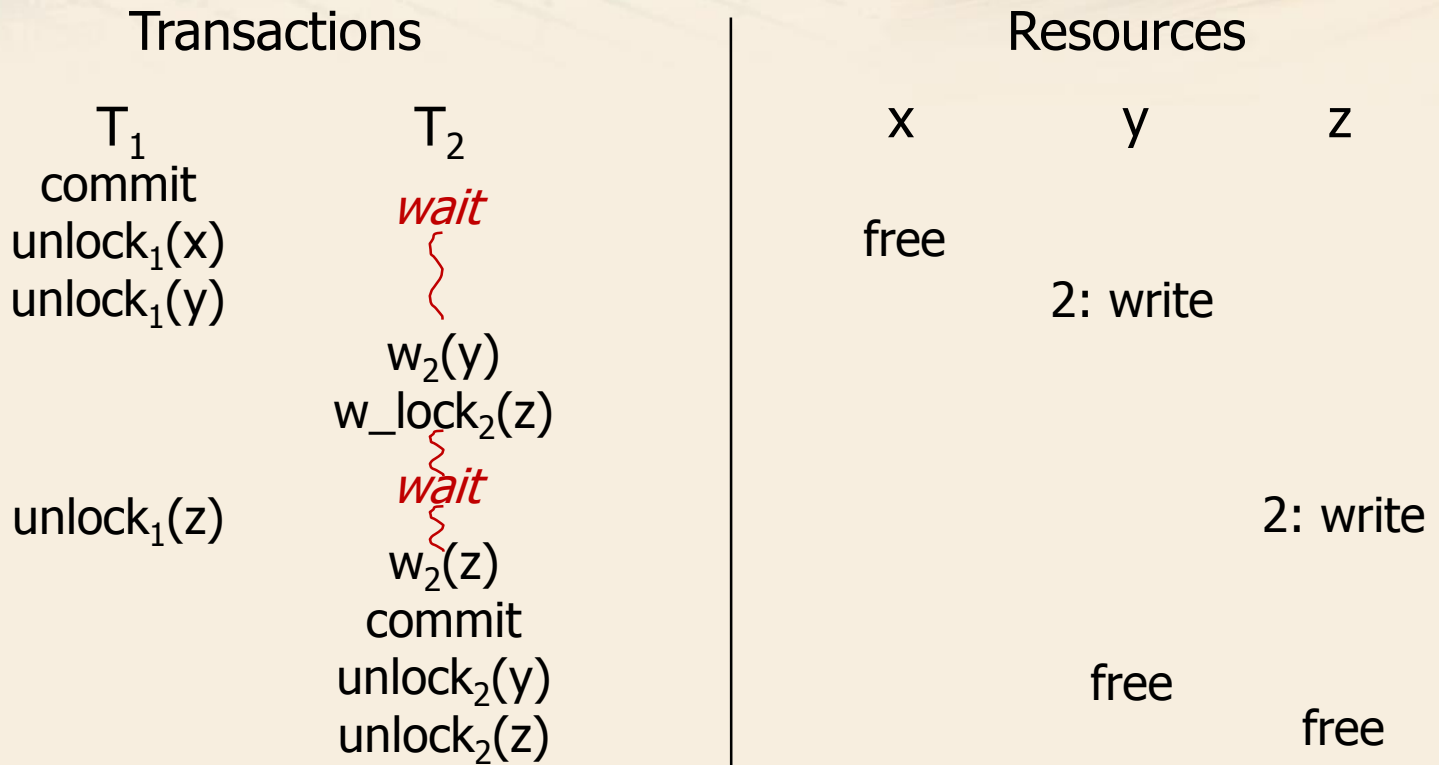 Transactions Resources
T₁ T₂ x y z
commit
wait
unlock₁(x) free
unlock₁(y) 2: write
w₂(y)
w_lock₂(z)
wait
unlock₁(z) 2: write
w₂(z)
commit
unlock₂(y) free
unlock₂(z) free